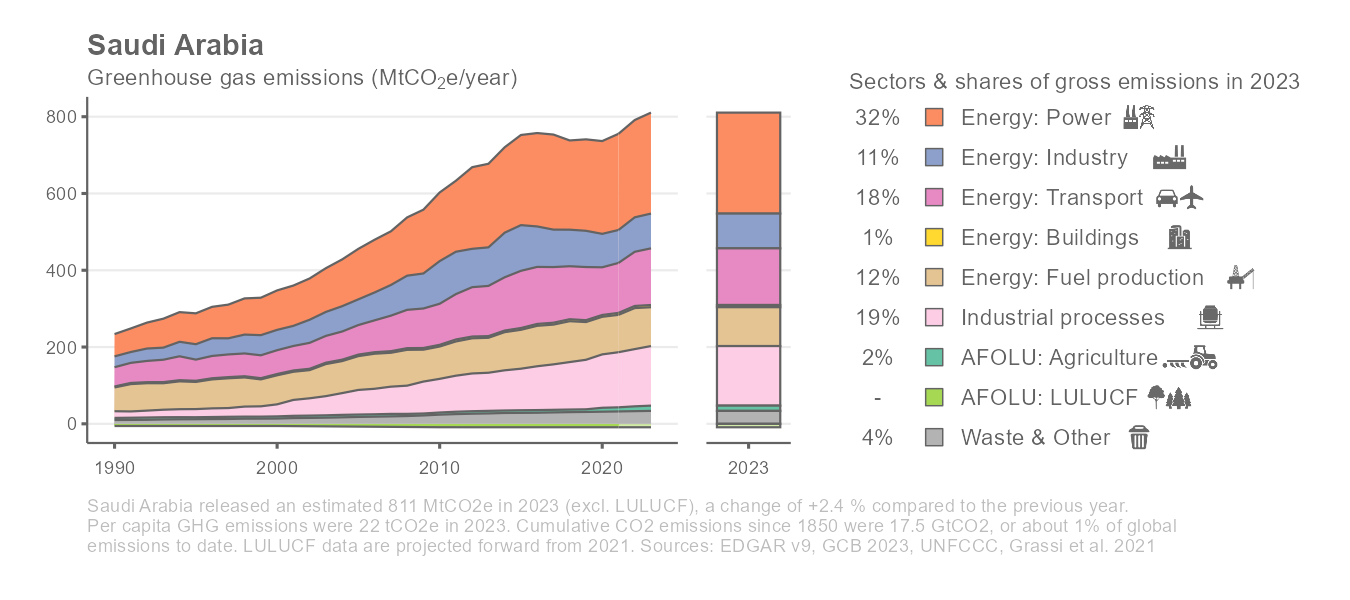 Saudi Arabia
Greenhouse gas emissions (MtCO₂e/year)
800
600
400
200
0
1990
2000
2010
2020
2023
Sectors & shares of gross emissions in 2023
32% Energy: Power
11% Energy: Industry
18% Energy: Transport
1% Energy: Buildings
12% Energy: Fuel production
19% Industrial processes
2% AFOLU: Agriculture
- AFOLU: LULUCF
4% Waste & Other
Saudi Arabia released an estimated 811 MtCO2e in 2023 (excl. LULUCF), a change of +2.4 % compared to the previous year.
Per capita GHG emissions were 22 tCO2e in 2023. Cumulative CO2 emissions since 1850 were 17.5 GtCO2, or about 1% of global
emissions to date. LULUCF data are projected forward from 2021. Sources: EDGAR v9, GCB 2023, UNFCCC, Grassi et al. 2021